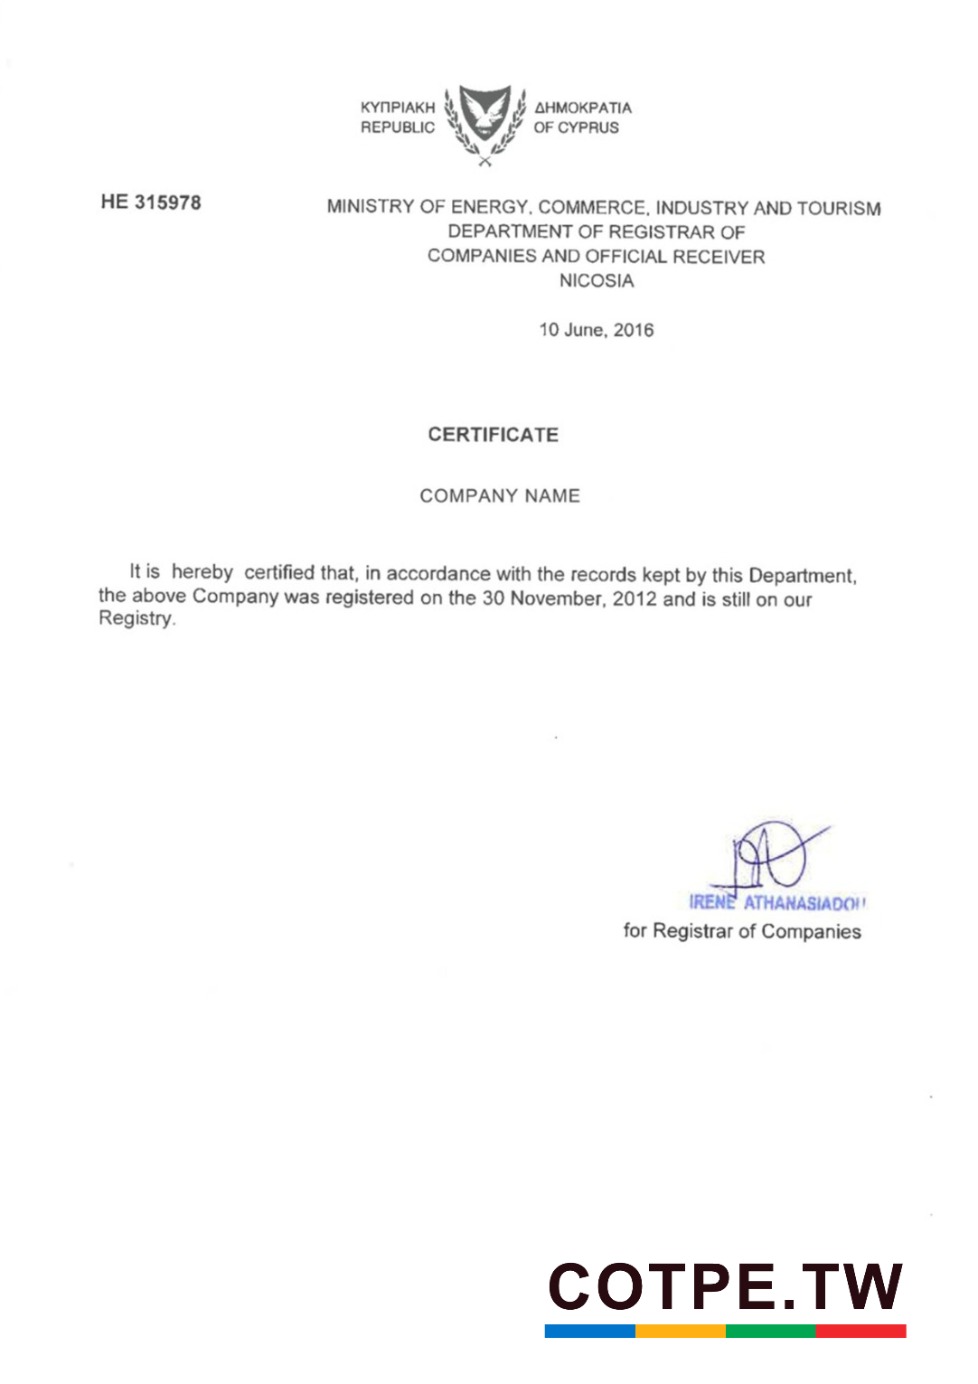 ΚΥΠΡΙΑΚΗ ΔΗΜΟΚΡΑΤΙΑ
REPUBLIC OF CYPRUS
HE 315978
MINISTRY OF ENERGY, COMMERCE, INDUSTRY AND TOURISM
DEPARTMENT OF REGISTRAR OF
COMPANIES AND OFFICIAL RECEIVER
NICOSIA
10 June, 2016
CERTIFICATE
COMPANY NAME
It is hereby certified that, in accordance with the records kept by this Department,
the above Company was registered on the 30 November, 2012 and is still on our
Registry.
IRENE ATHANASIADOU
for Registrar of Companies
COTPE.TW